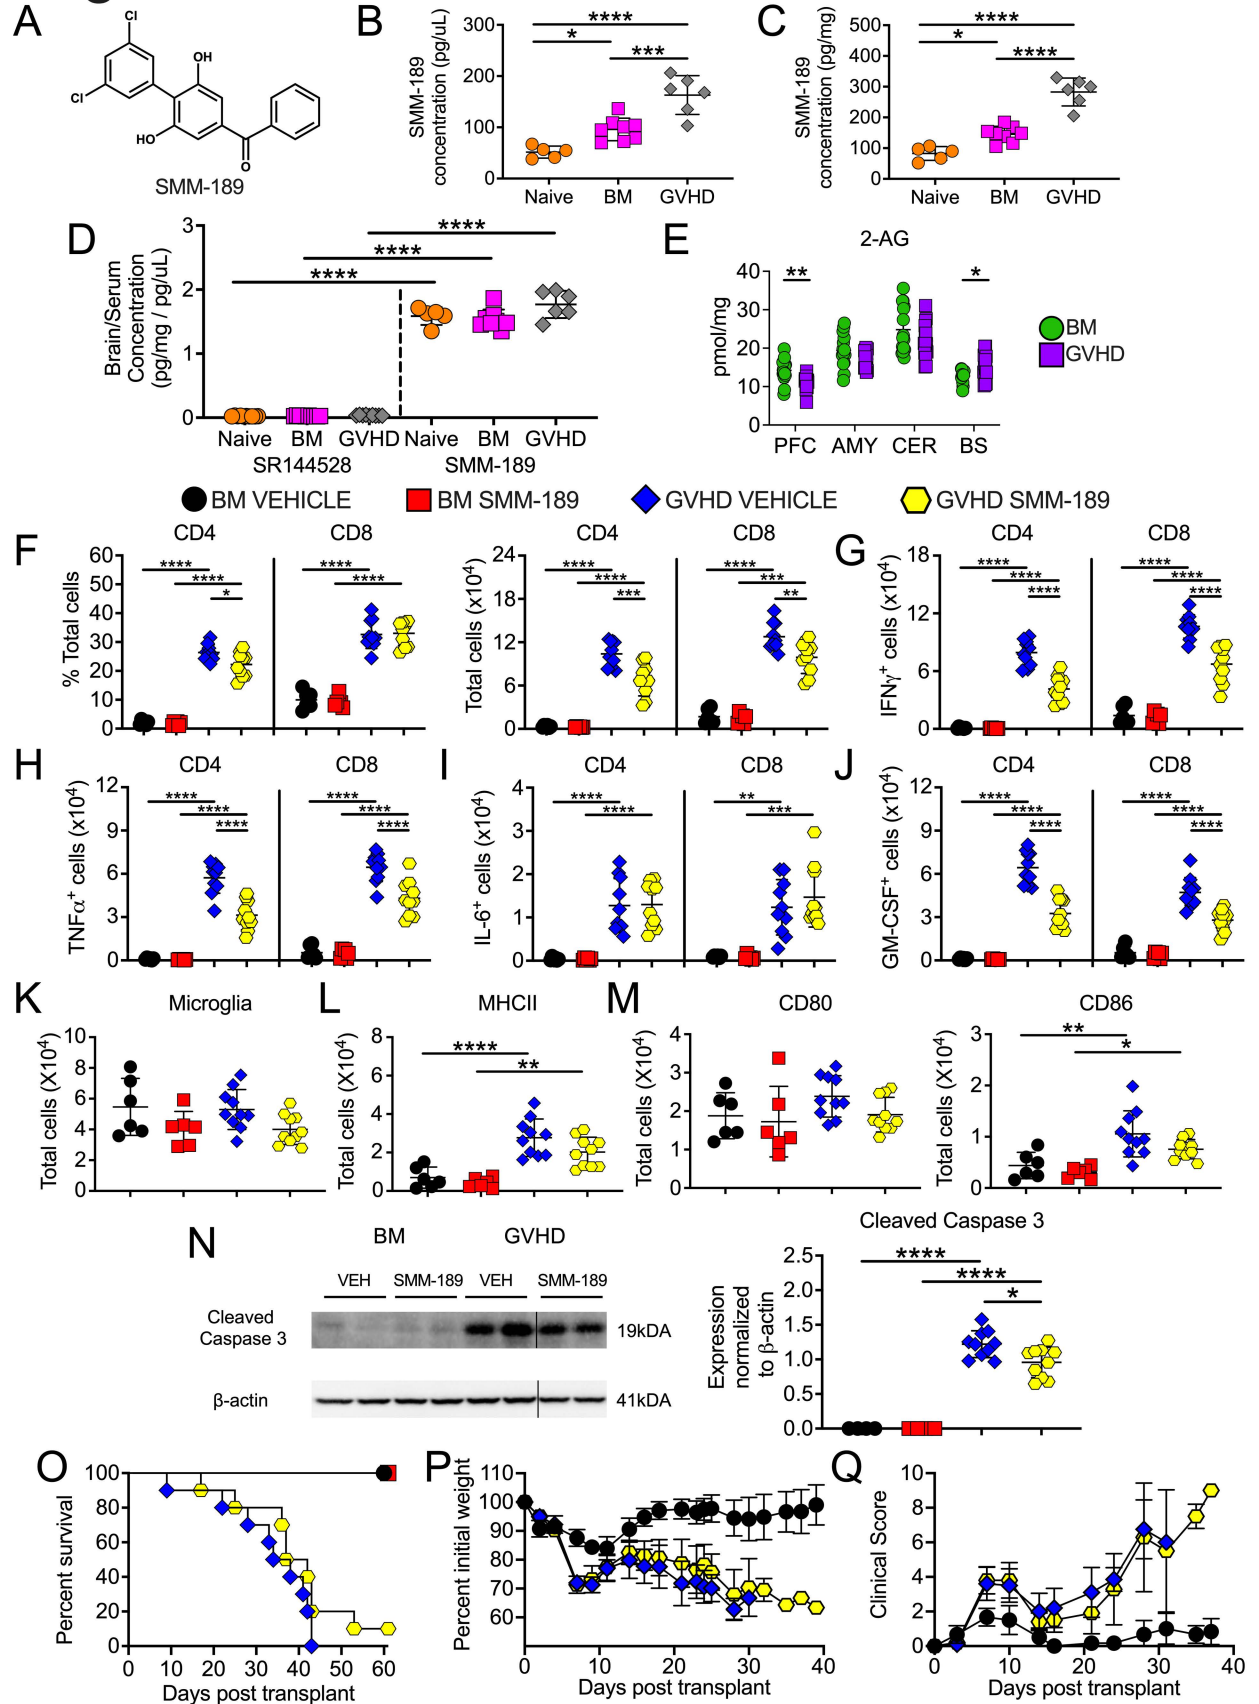 A
Cl
Cl
OH
HO
O
SMM-189
B
SMM-189
concentration (pg/uL)
300
200
100
0
****
*
***
Naive BM GVHD
C
SMM-189
concentration (pg/mg)
500
400
300
200
100
0
****
*
****
Naive BM GVHD
D
Brain/Serum
Concentration
(pg/mg / pg/uL)
3
2
1
0
****
****
****
Naive BM GVHD Naive BM GVHD
SR144528 SMM-189
E
2-AG
pmol/mg
40
30
20
10
0
** *
PFC AMY CER BS
BM
GVHD
BM VEHICLE BM SMM-189 GVHD VEHICLE GVHD SMM-189
F
CD4 CD8
% Total cells
60
50
40
30
20
10
0
**** ****
**** ****
*
CD4 CD8
Total cells (x10⁴)
24
18
12
6
0
**** ****
**** ***
*** **
G
CD4 CD8
IFNγ⁺ cells (x10⁴)
18
12
6
0
**** ****
**** ****
**** ****
H
CD4 CD8
TNFα⁺ cells (x10⁴)
12
9
6
3
0
**** ****
**** ****
**** ****
I
CD4 CD8
IL-6⁺ cells (x10⁴)
4
3
2
1
0
**** **
**** ***
J
CD4 CD8
GM-CSF⁺ cells (x10⁴)
12
9
6
3
0
**** ****
**** ****
**** ****
K
Microglia
Total cells (X10⁴)
10
8
6
4
2
0
L
MHCII
Total cells (X10⁴)
8
6
4
2
0
****
**
M
CD80
Total cells (X10⁴)
4
3
2
1
0
CD86
Total cells (X10⁴)
3
2
1
0
**
*
N
BM GVHD
VEH SMM-189 VEH SMM-189
Cleaved
Caspase 3
19kDA
β-actin
41kDA
Cleaved Caspase 3
Expression
normalized
to β-actin
2.5
2.0
1.5
1.0
0.5
0.0
****
****
*
O
Percent survival
100
80
60
40
20
0
0 10 20 30 40 50 60
Days post transplant
P
Percent initial weight
110
100
90
80
70
60
0 10 20 30 40
Days post transplant
Q
Clinical Score
10
8
6
4
2
0
0 10 20 30 40
Days post transplant